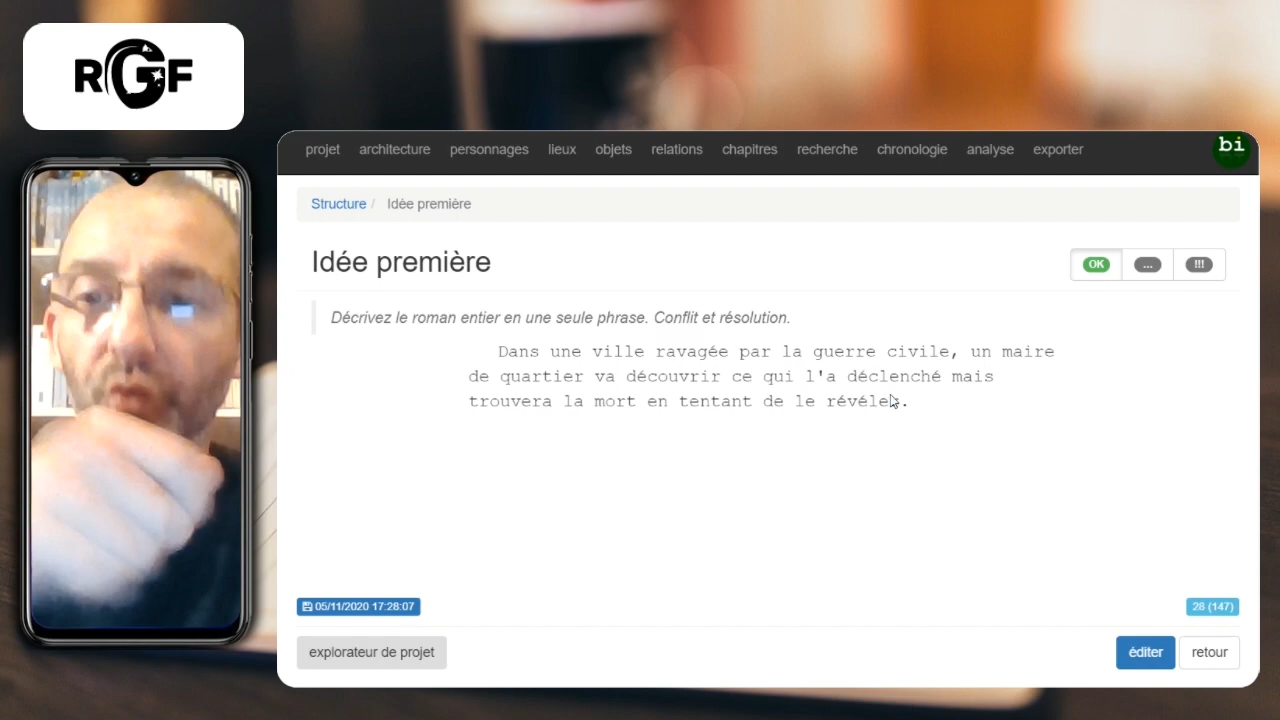 RGF
projet architecture personnages lieux objets relations chapitres recherche chronologie analyse exporter bi
Structure / Idée première
Idée première
OK ... !!!
Décrivez le roman entier en une seule phrase. Conflit et résolution.
Dans une ville ravagée par la guerre civile, un maire
de quartier va découvrir ce qui l'a déclenché mais
trouvera la mort en tentant de le révéler.
05/11/2020 17:28:07
28 (147)
explorateur de projet
éditer retour